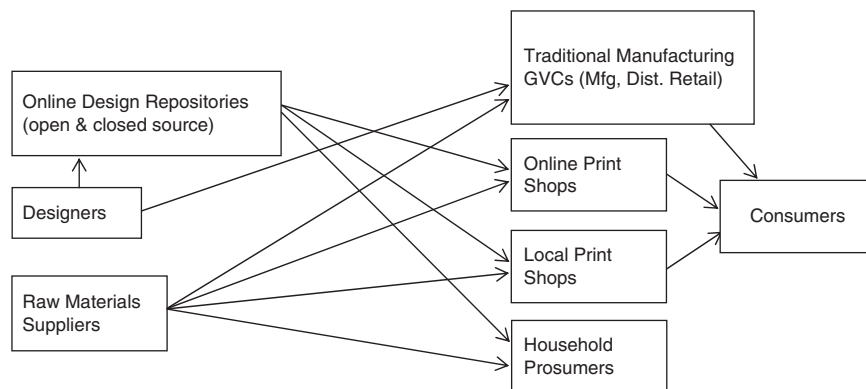 Traditional Manufacturing
GVCs (Mfg, Dist. Retail)
Online Design Repositories
(open & closed source)
Online Print
Shops
Designers
Consumers
Local Print
Shops
Raw Materials
Suppliers
Household
Prosumers